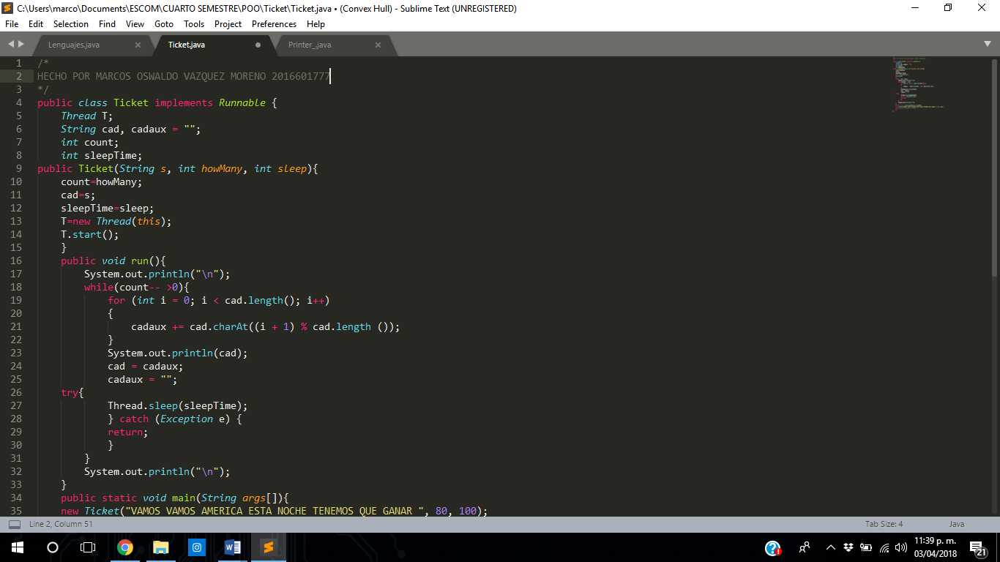 C:\Users\marco\Documents\ESCOM\CUARTO SEMESTRE\POO\Ticket\Ticket.java • (Convex Hull) - Sublime Text (UNREGISTERED)
File Edit Selection Find View Goto Tools Project Preferences Help
Lenguajes.java × Ticket.java Printer_.java ×
1 /*
2 HECHO POR MARCOS OSWALDO VAZQUEZ MORENO 2016601777
3 */
4 public class Ticket implements Runnable {
5     Thread T;
6     String cad, cadaux = "";
7     int count;
8     int sleepTime;
9 public Ticket(String s, int howMany, int sleep){
10     count=howMany;
11     cad=s;
12     sleepTime=sleep;
13     T=new Thread(this);
14     T.start();
15     }
16     public void run(){
17         System.out.println("\n");
18         while(count-- >0){
19             for (int i = 0; i < cad.length(); i++)
20             {
21                 cadaux += cad.charAt((i + 1) % cad.length ());
22             }
23             System.out.println(cad);
24             cad = cadaux;
25             cadaux = "";
26     try{
27             Thread.sleep(sleepTime);
28             } catch (Exception e) {
29             return;
30             }
31         }
32         System.out.println("\n");
33     }
34     public static void main(String args[]){
35     new Ticket("VAMOS VAMOS AMERICA ESTA NOCHE TENEMOS QUE GANAR ", 80, 100);
Line 2, Column 51 Tab Size: 4 Java
11:39 p. m.
03/04/2018
21